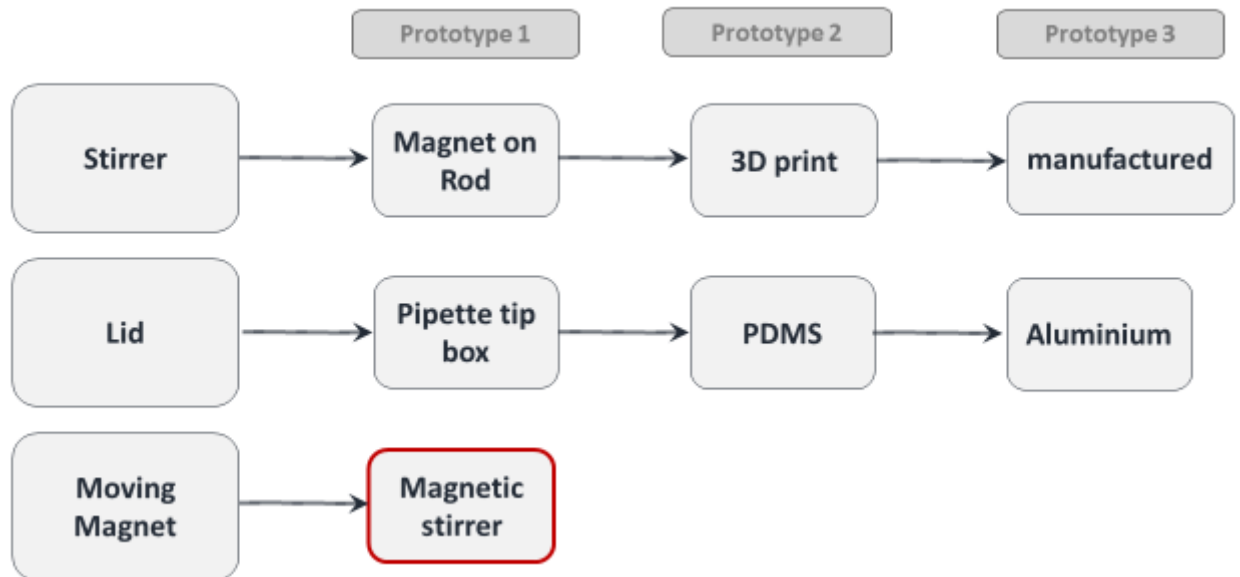 Prototype 1
Prototype 2
Prototype 3
Stirrer
Magnet on
Rod
3D print
manufactured
Lid
Pipette tip
box
PDMS
Aluminium
Moving
Magnet
Magnetic
stirrer